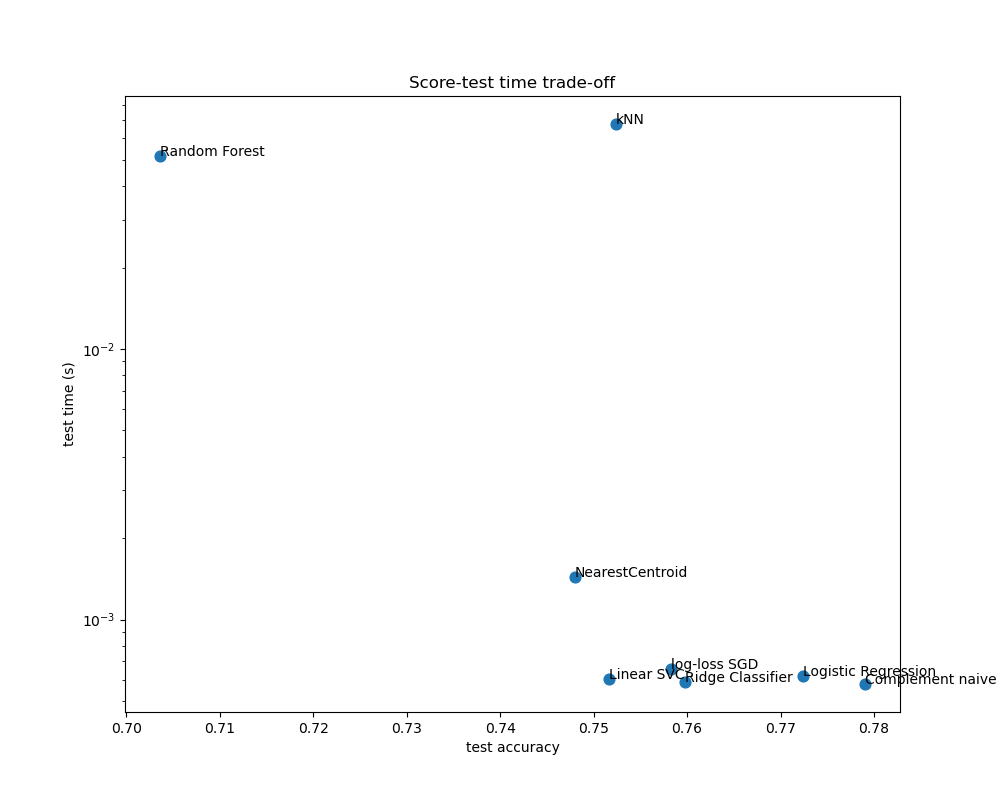 Score-test time trade-off
kNN
Random Forest
10⁻²
test time (s)
NearestCentroid
10⁻³
log-loss SGD
Logistic Regression
Linear SVC
Ridge Classifier
Complement naive
0.70 0.71 0.72 0.73 0.74 0.75 0.76 0.77 0.78
test accuracy